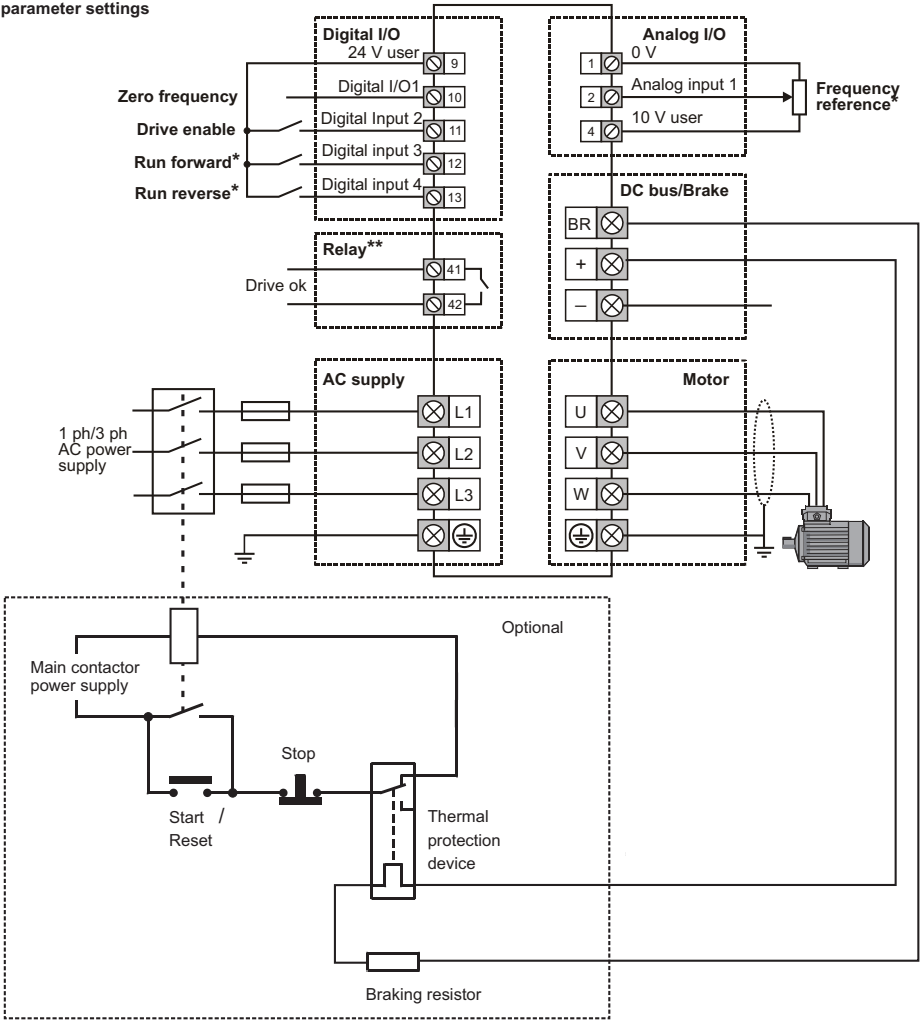 parameter settings
Digital I/O
24 V user
9
Zero frequency
Digital I/O1
10
Drive enable
Digital Input 2
11
Run forward*
Digital input 3
12
Run reverse*
Digital input 4
13
Relay**
Drive ok
41
42
AC supply
1 ph/3 ph
AC power
supply
L1
L2
L3
Analog I/O
1
0 V
2
Analog input 1
4
10 V user
Frequency
reference*
DC bus/Brake
BR
+
–
Motor
U
V
W
Optional
Main contactor
power supply
Stop
Start /
Reset
Thermal
protection
device
Braking resistor